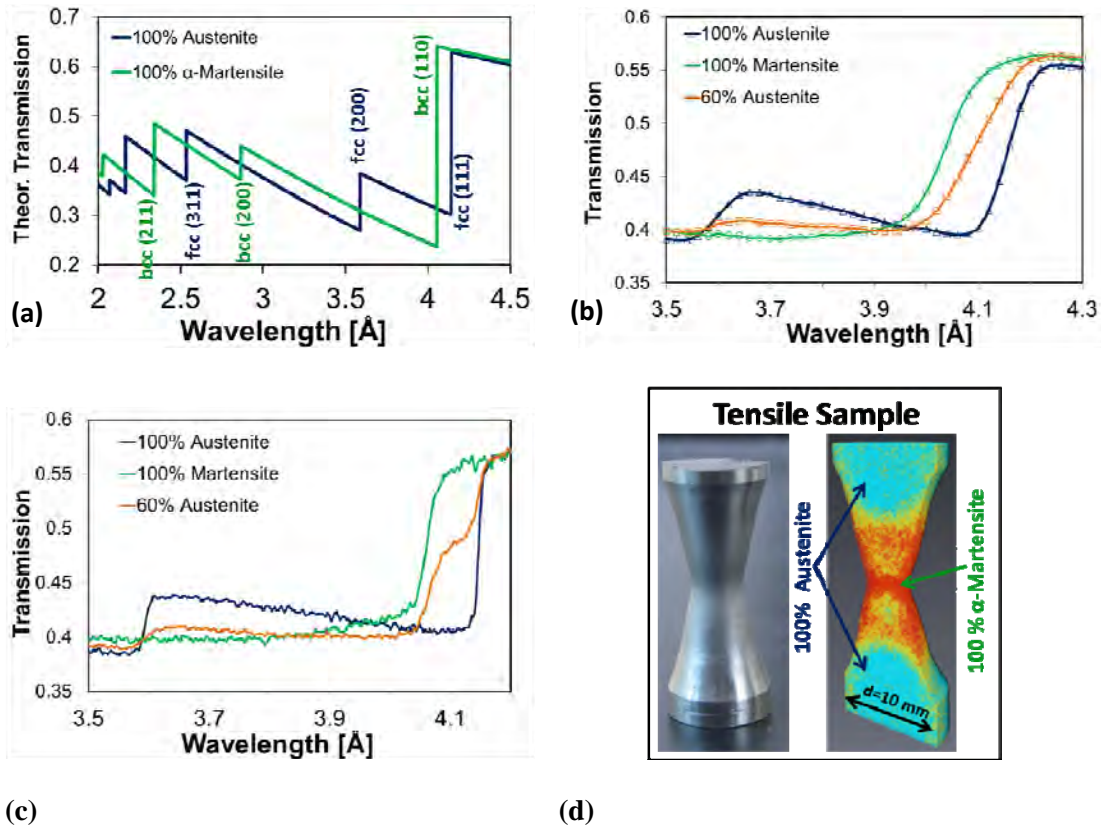 0.7
0.6
0.5
0.4
0.3
0.2
Theor. Transmission
100% Austenite
100% α-Martensite
bcc (211)
fcc (311)
bcc (200)
fcc (200)
bcc (110)
fcc (111)
2 2.5 3 3.5 4 4.5
Wavelength [Å]
(a)
0.6
0.55
0.5
0.45
0.4
0.35
Transmission
100% Austenite
100% Martensite
60% Austenite
3.5 3.7 3.9 4.1 4.3
Wavelength [Å]
(b)
0.6
0.55
0.5
0.45
0.4
0.35
Transmission
100% Austenite
100% Martensite
60% Austenite
3.5 3.7 3.9 4.1
Wavelength [Å]
Tensile Sample
100% Austenite
100 % α-Martensite
d=10 mm
(c) (d)